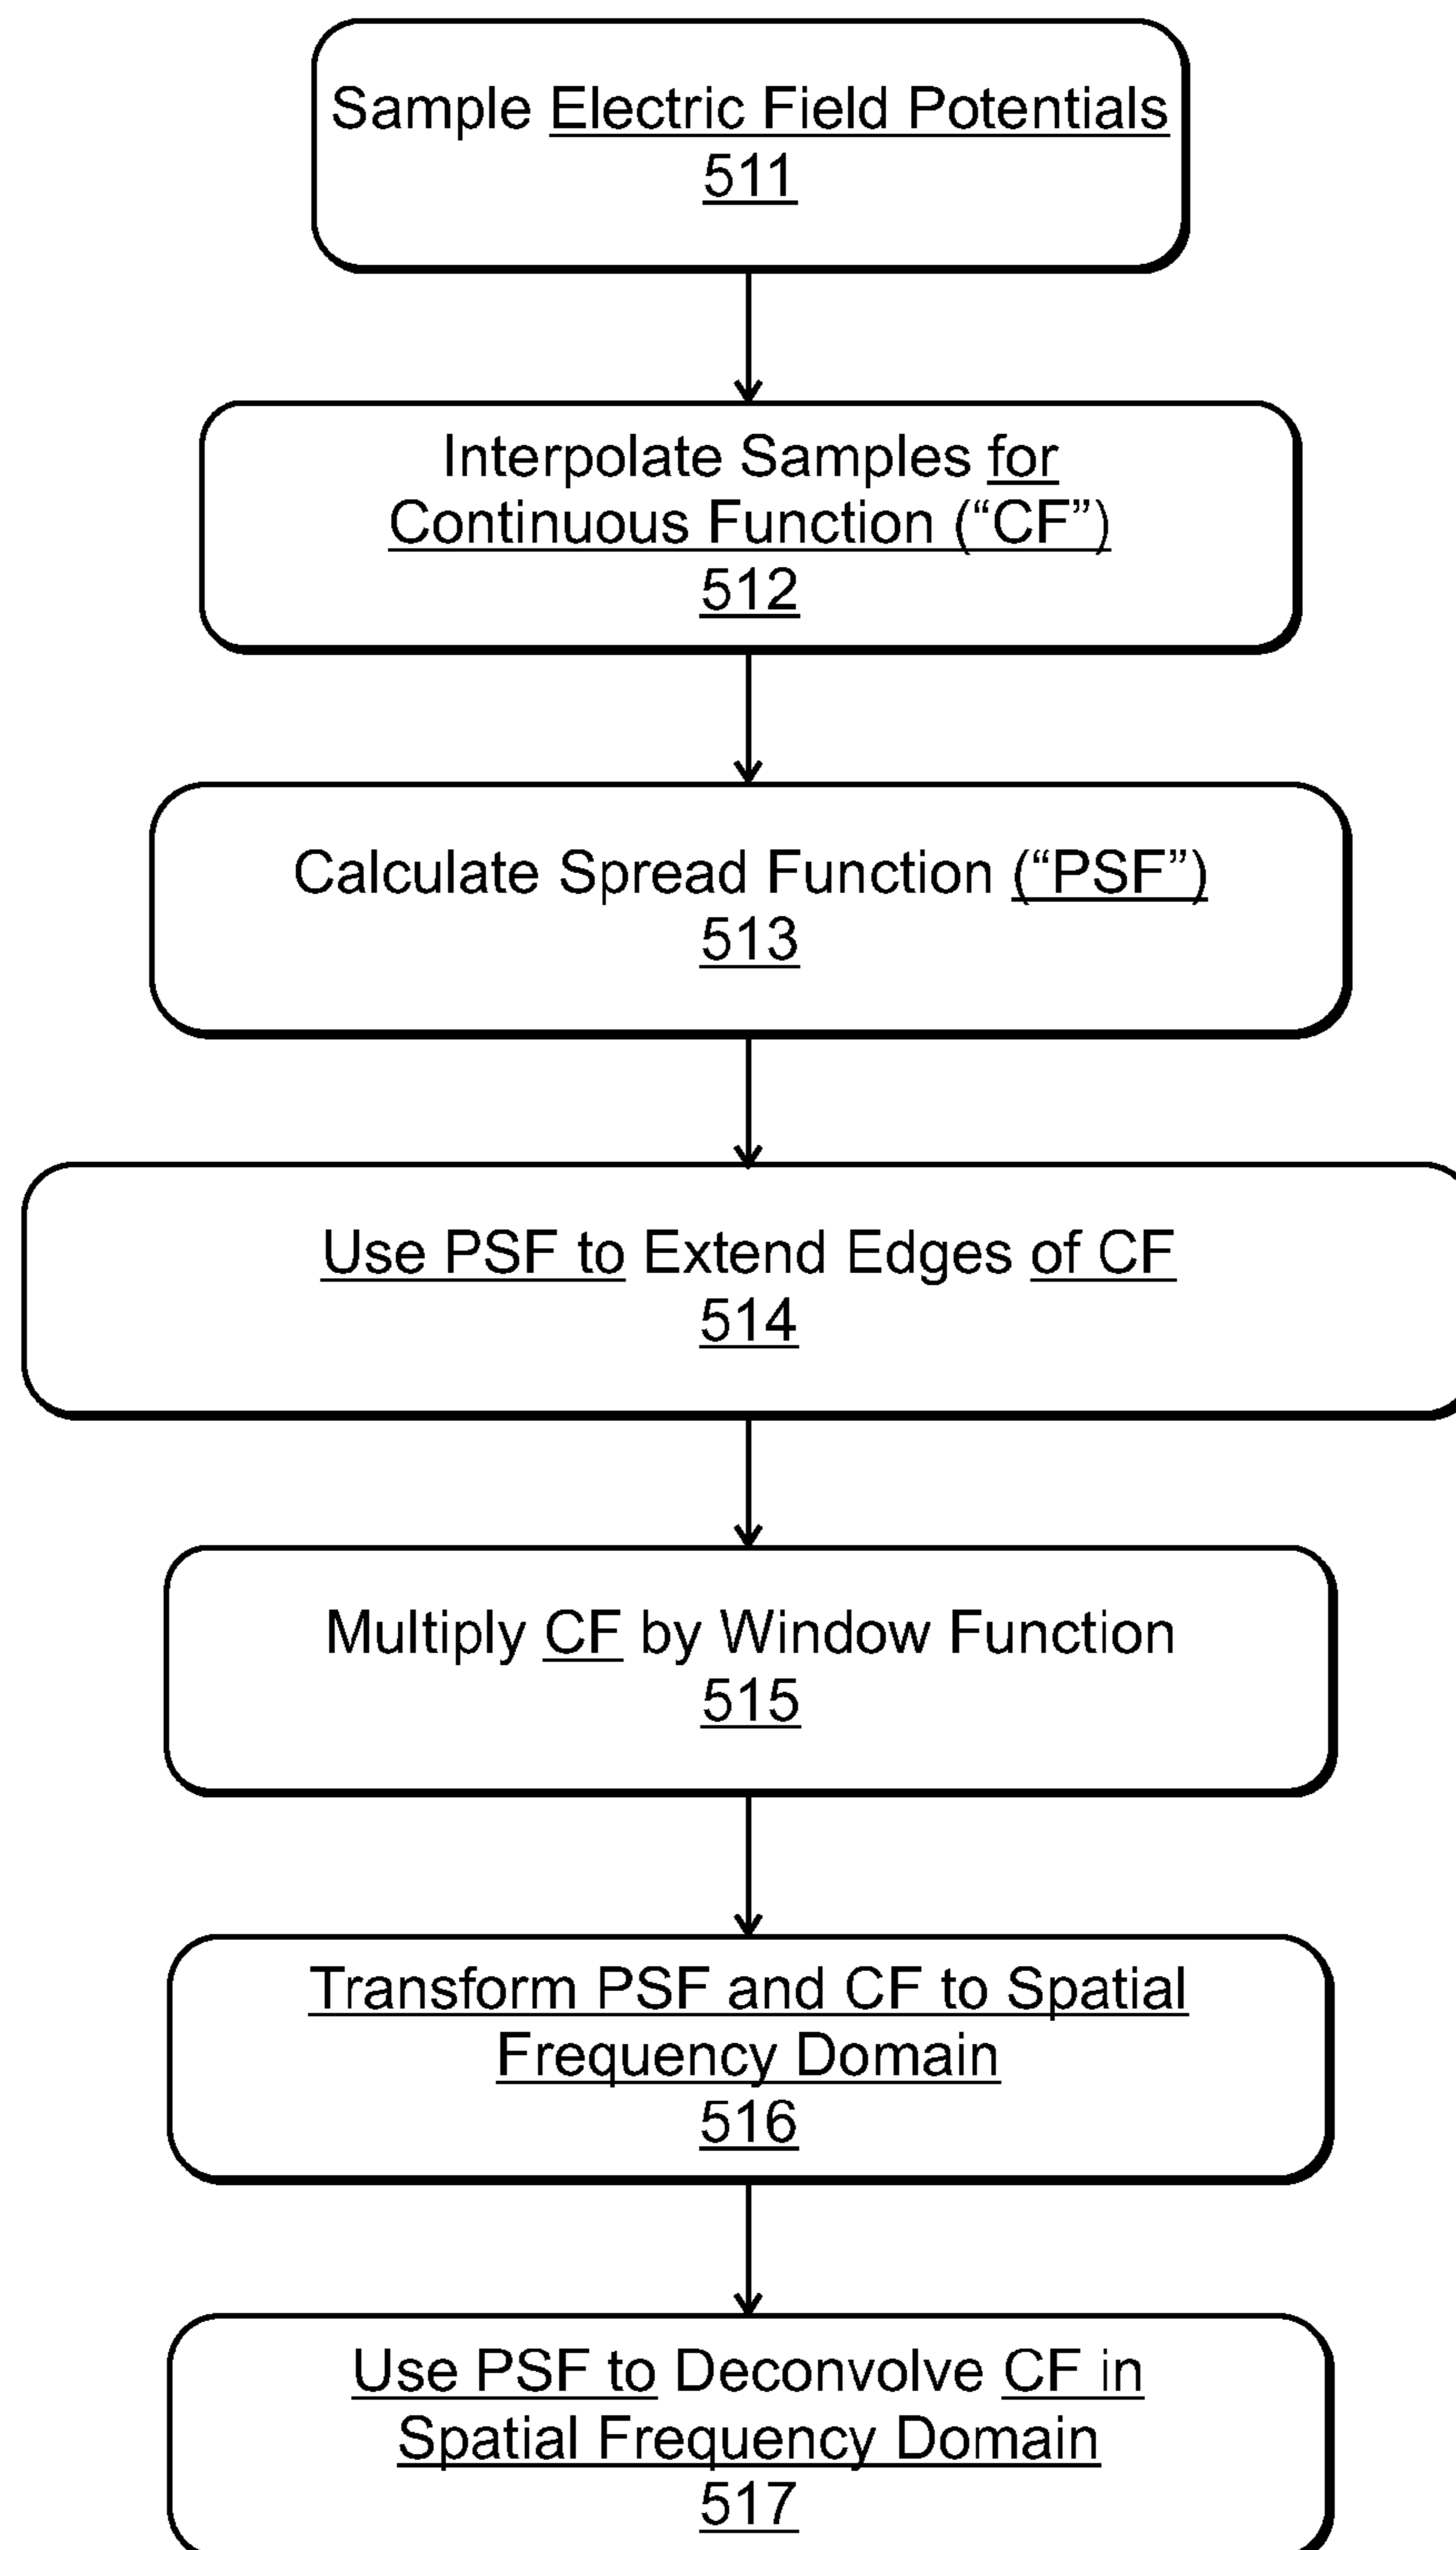 Sample Electric Field Potentials
511
Interpolate Samples for
Continuous Function (“CF”)
512
Calculate Spread Function (“PSF”)
513
Use PSF to Extend Edges of CF
514
Multiply CF by Window Function
515
Transform PSF and CF to Spatial
Frequency Domain
516
Use PSF to Deconvolve CF in
Spatial Frequency Domain
517